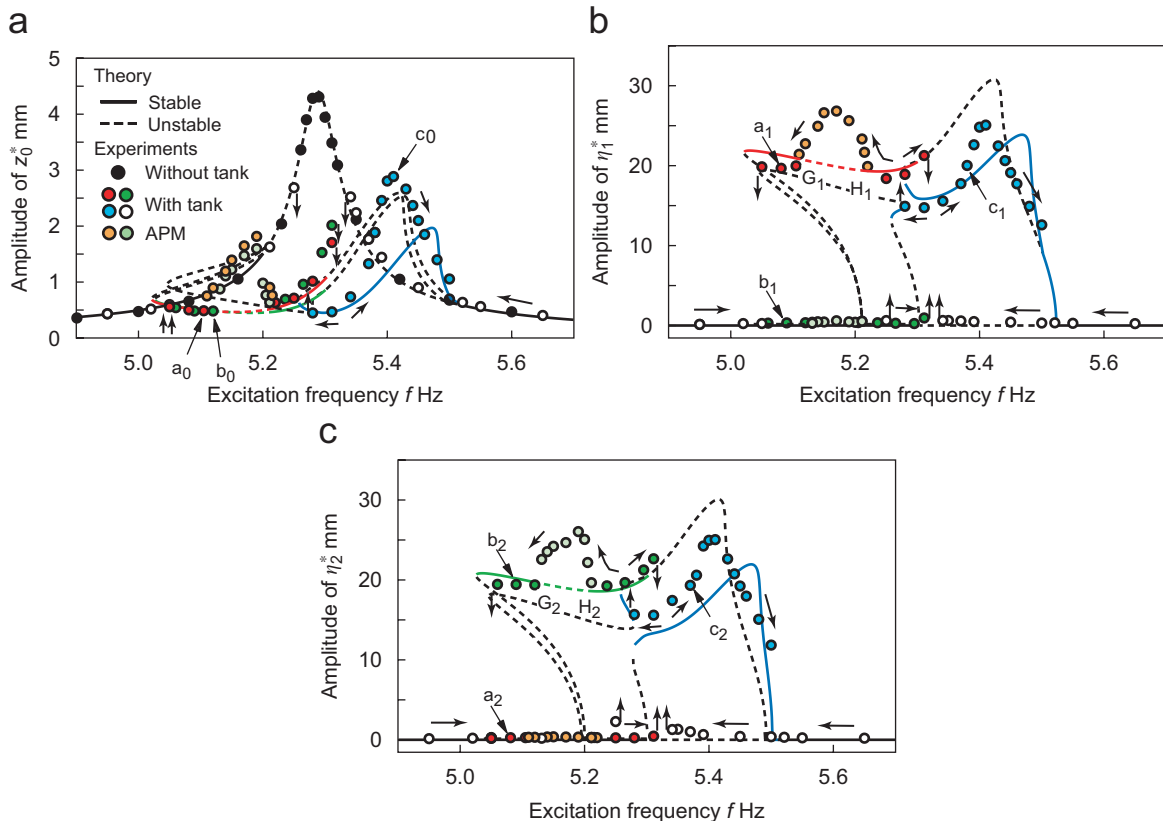 a
Amplitude of z₀* mm
5
4
3
2
1
0
Theory
Stable
Unstable
Experiments
Without tank
With tank
APM
c₀
a₀
b₀
5.0
5.2
5.4
5.6
Excitation frequency f Hz
b
Amplitude of η₁* mm
30
20
10
0
a₁
G₁
H₁
c₁
b₁
5.0
5.2
5.4
5.6
Excitation frequency f Hz
c
Amplitude of η₂* mm
30
20
10
0
b₂
G₂
H₂
c₂
a₂
5.0
5.2
5.4
5.6
Excitation frequency f Hz